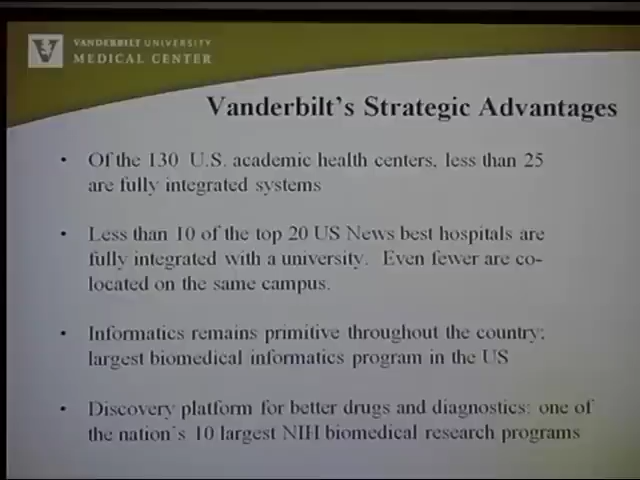 VANDERBILT UNIVERSITY
MEDICAL CENTER
Vanderbilt's Strategic Advantages
• Of the 130 U.S. academic health centers, less than 25
are fully integrated systems
• Less than 10 of the top 20 US News best hospitals are
fully integrated with a university. Even fewer are co-
located on the same campus.
• Informatics remains primitive throughout the country;
largest biomedical informatics program in the US
• Discovery platform for better drugs and diagnostics: one of
the nation's 10 largest NIH biomedical research programs